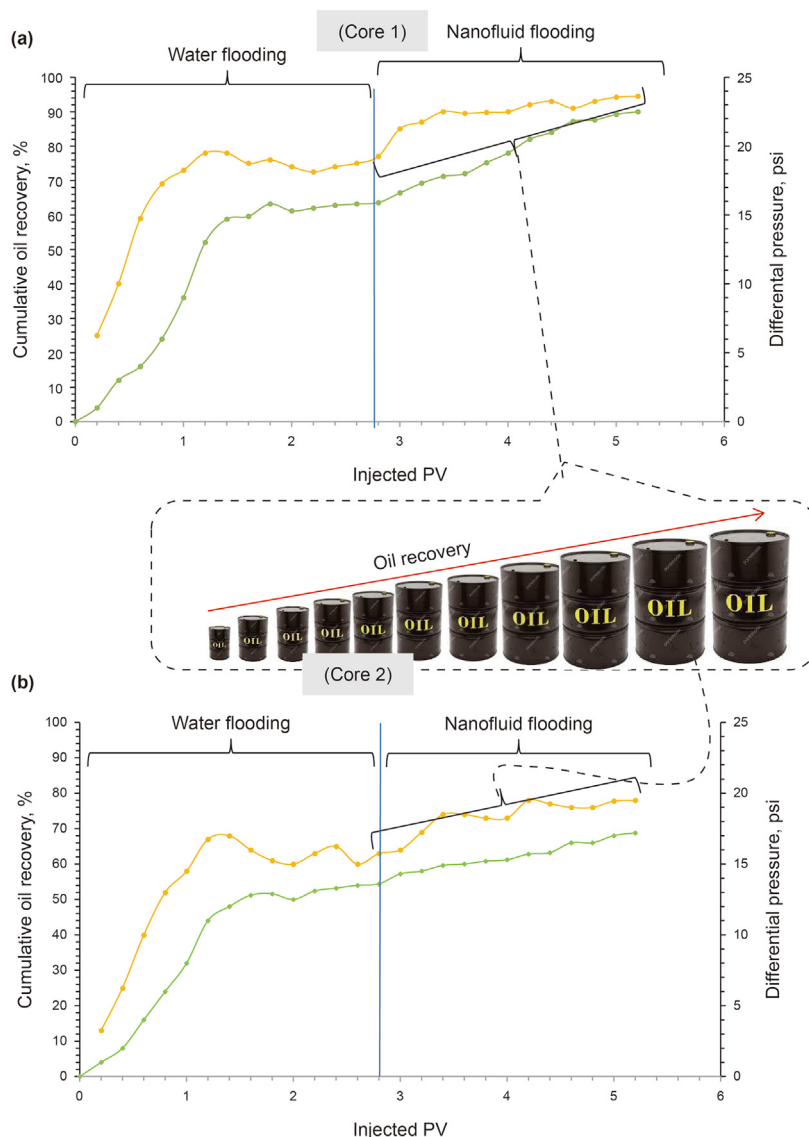 (a)
(Core 1)
Water flooding
Nanofluid flooding
100
90
80
70
60
50
40
30
20
10
0
Cumulative oil recovery, %
25
20
15
10
5
0
Differental pressure, psi
0 1 2 3 4 5 6
Injected PV
Oil recovery
OIL
OIL
OIL
OIL
OIL
OIL
OIL
OIL
OIL
OIL
OIL
(b)
(Core 2)
Water flooding
Nanofluid flooding
100
90
80
70
60
50
40
30
20
10
0
Cumulative oil recovery, %
25
20
15
10
5
0
Differental pressure, psi
0 1 2 3 4 5 6
Injected PV